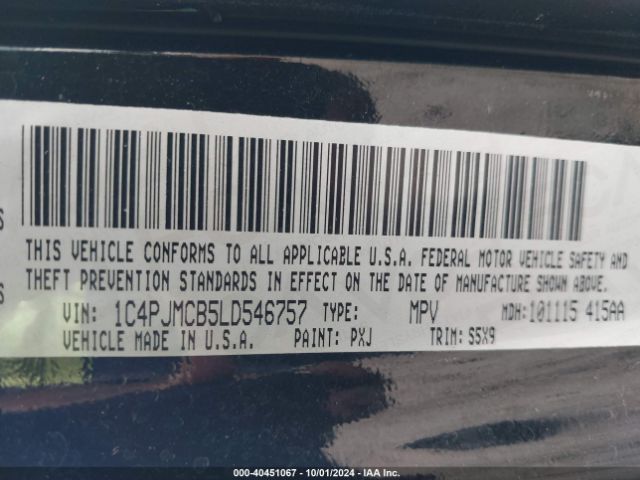 THIS VEHICLE CONFORMS TO ALL APPLICABLE U.S.A. FEDERAL MOTOR VEHICLE SAFETY AND
THEFT PREVENTION STANDARDS IN EFFECT ON THE DATE OF MANUFACTURE SHOWN ABOVE.
VIN: 1C4PJMCB5LD546757 TYPE: MPV MDH: 101115 415AA
VEHICLE MADE IN U.S.A. PAINT: PXJ TRIM: S5X9
000-40451067 - 10/01/2024 - IAA Inc.